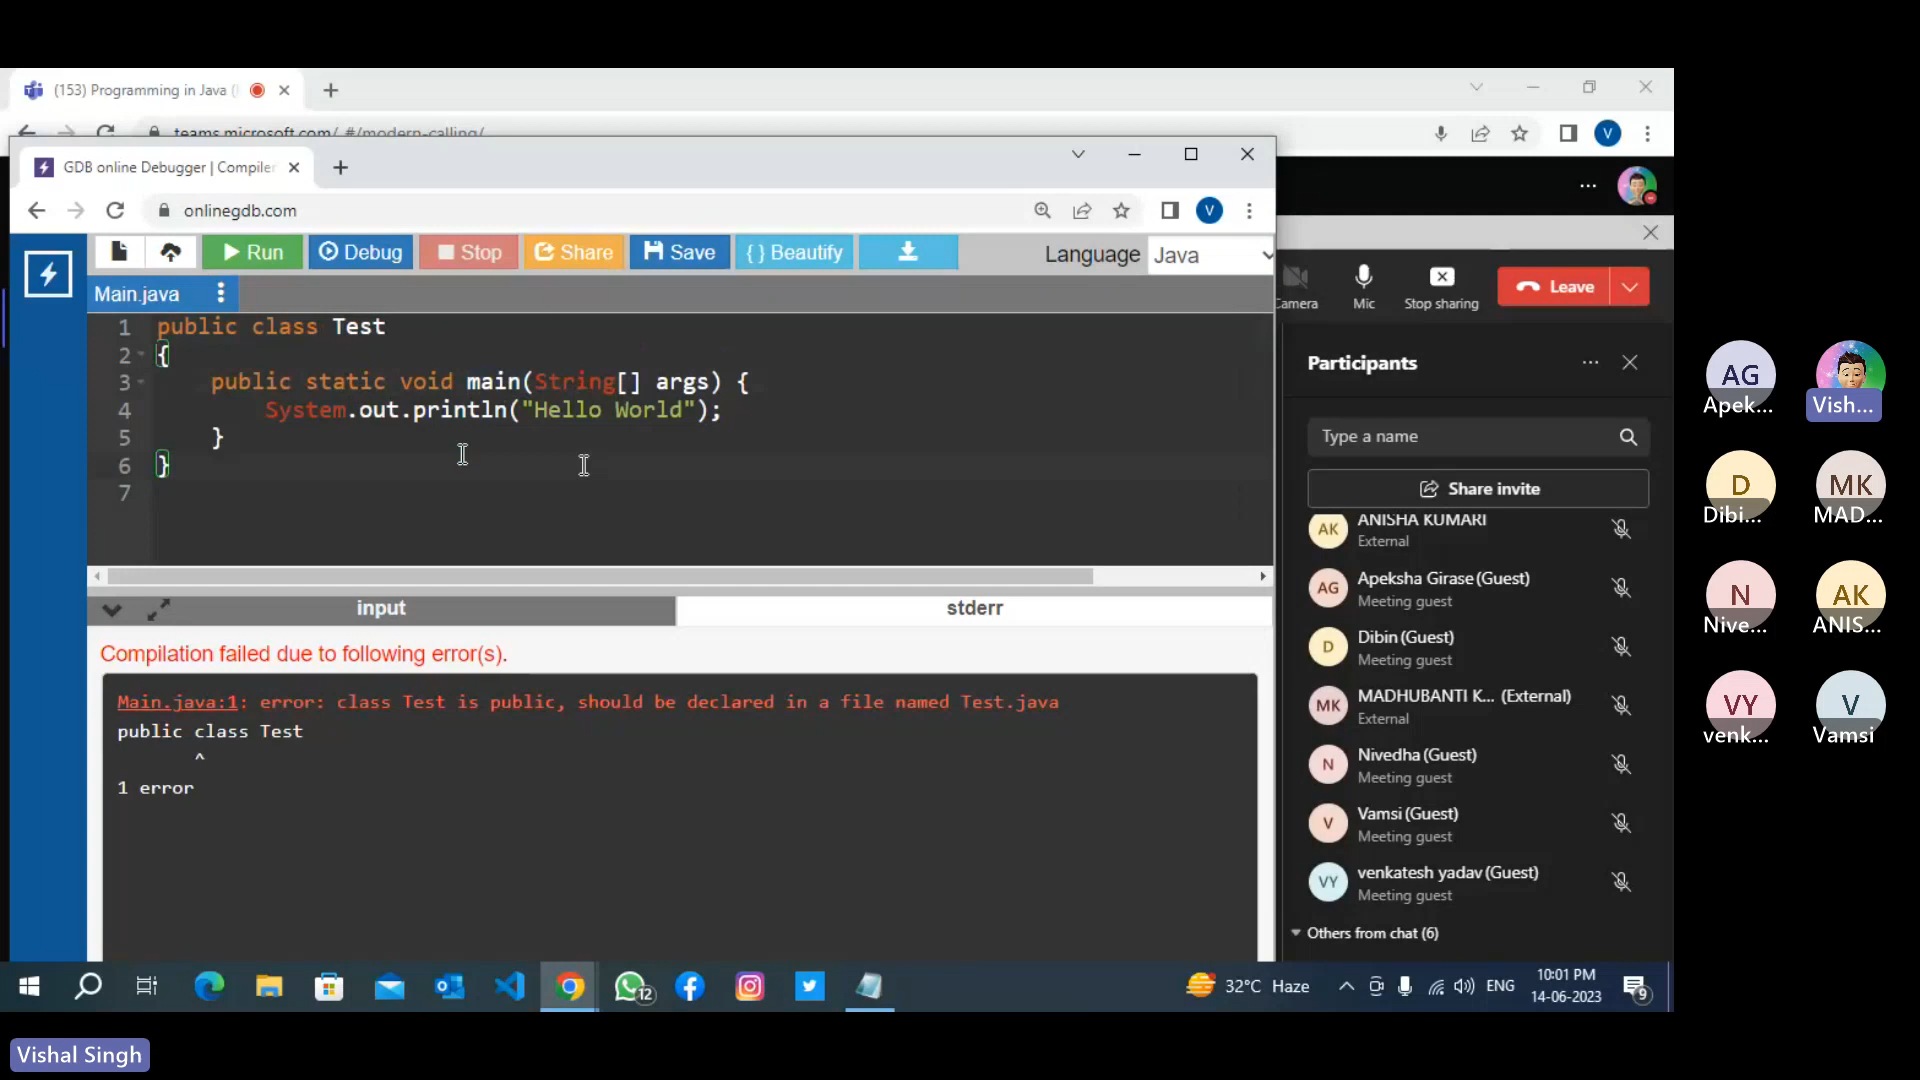 (153) Programming in Java (
teams.microsoft.com/_#/modern-calling/
V
GDB online Debugger | Compiler
onlinegdb.com
V
Run
Debug
Stop
Share
Save
{ } Beautify
Language
Java
Main.java
1 public class Test
2 {
3 public static void main(String[] args) {
4 System.out.println("Hello World");
5 }
6 }
7
input
stderr
Compilation failed due to following error(s).
Main.java:1: error: class Test is public, should be declared in a file named Test.java
public class Test
^
1 error
Camera
Mic
Stop sharing
Leave
Participants
Type a name
Share invite
AK
ANISHA KUMARI
External
AG
Apeksha Girase (Guest)
Meeting guest
D
Dibin (Guest)
Meeting guest
MK
MADHUBANTI K... (External)
External
N
Nivedha (Guest)
Meeting guest
V
Vamsi (Guest)
Meeting guest
VY
venkatesh yadav (Guest)
Meeting guest
Others from chat (6)
AG
Apek...
Vish...
D
Dibi...
MK
MAD...
N
Nive...
AK
ANIS...
VY
venk...
V
Vamsi
12
32°C Haze
ENG
10:01 PM
14-06-2023
9
Vishal Singh